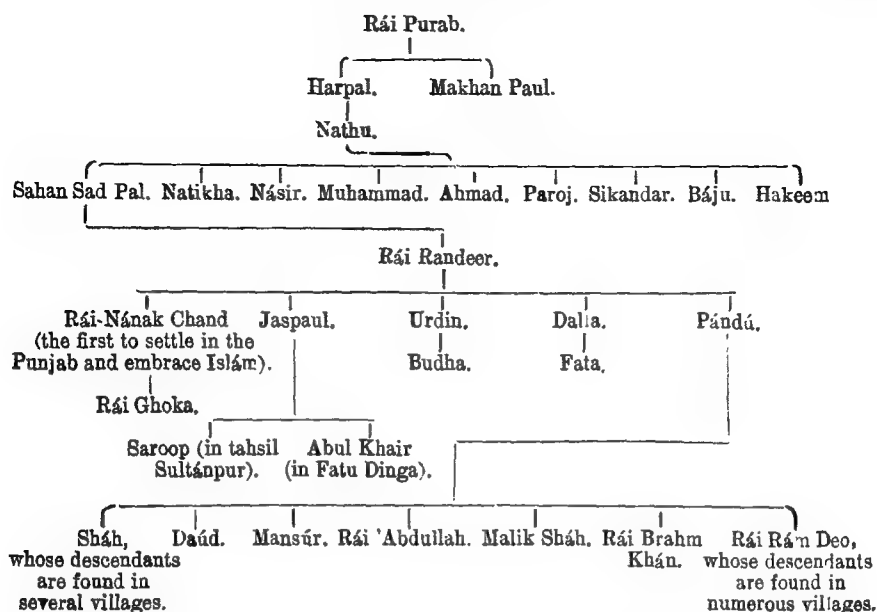 Rái Purab.
Harpal. Makhan Paul.
Nathu.
Sahan Sad Pal. Natikha. Násir. Muhammad. Ahmad. Paroj. Sikandar. Báju. Hakeem
Rái Randeer.
Rái-Nának Chand Jaspaul. Urdin. Dalla. Pándú.
(the first to settle in the
Punjab and embrace Islám). Budha. Fata.
Rái Ghoka.
Saroop (in tahsil Abul Khair
Sultánpur). (in Fatu Dinga).
Sháh, Daúd. Mansúr. Rái 'Abdullah. Malik Sháh. Rái Brahm Rái Rám Deo,
whose descendants Khán. whose descendants
are found in are found in
several villages. numerous villages.